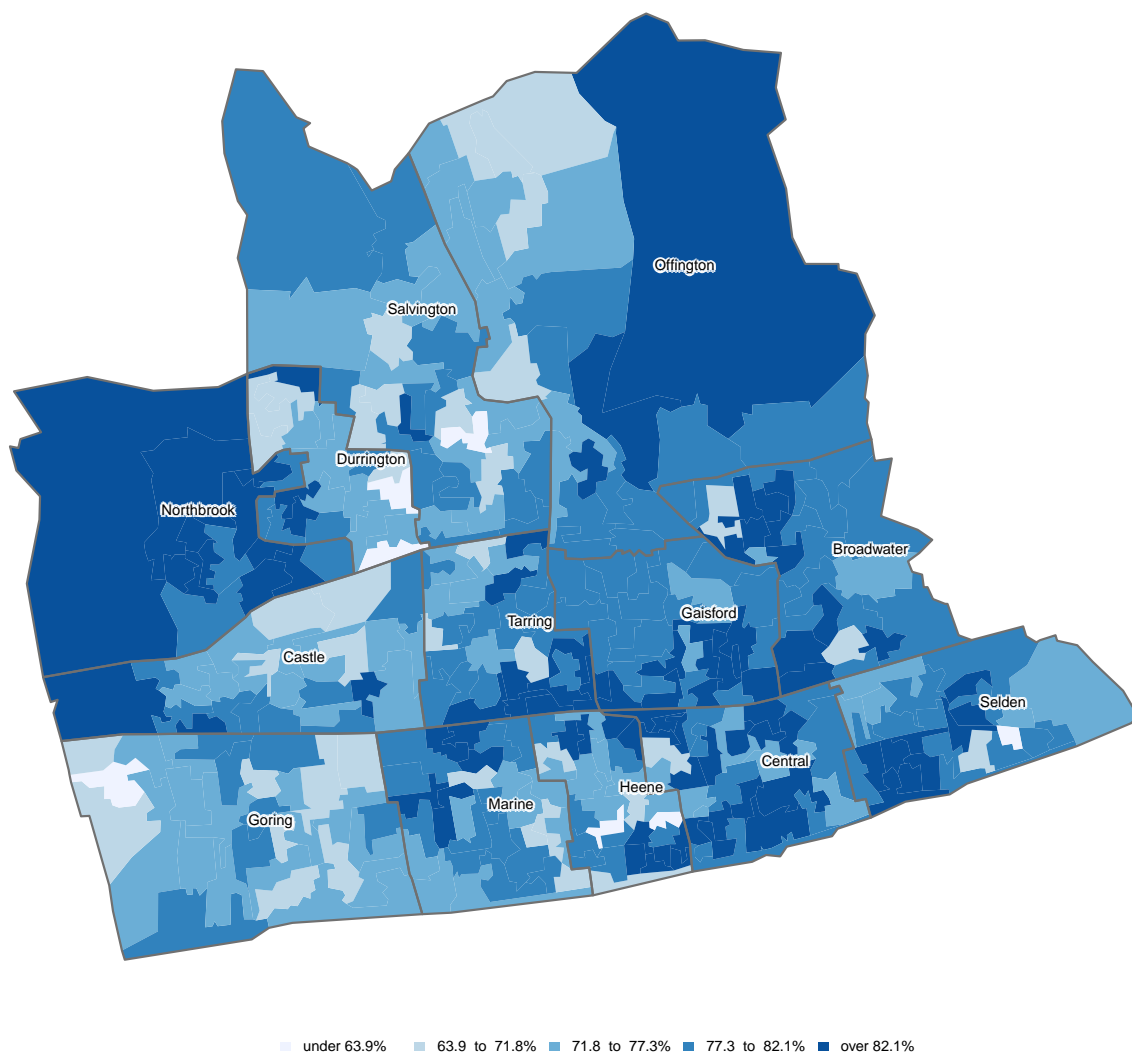 Offington
Salvington
Durrington
Northbrook
Broadwater
Gaisford
Tarring
Castle
Selden
Central
Heene
Marine
Goring
under 63.9% 63.9 to 71.8% 71.8 to 77.3% 77.3 to 82.1% over 82.1%